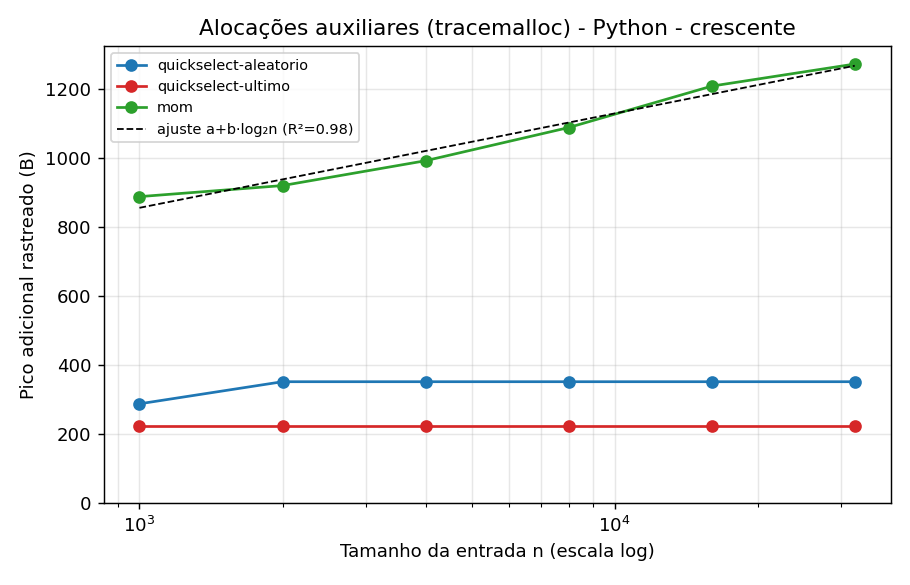 Alocações auxiliares (tracemalloc) - Python - crescente
quickselect-aleatorio
quickselect-ultimo
mom
ajuste a+b·log₂n (R²=0.98)
Pico adicional rastreado (B)
1200
1000
800
600
400
200
0
10³
10⁴
Tamanho da entrada n (escala log)